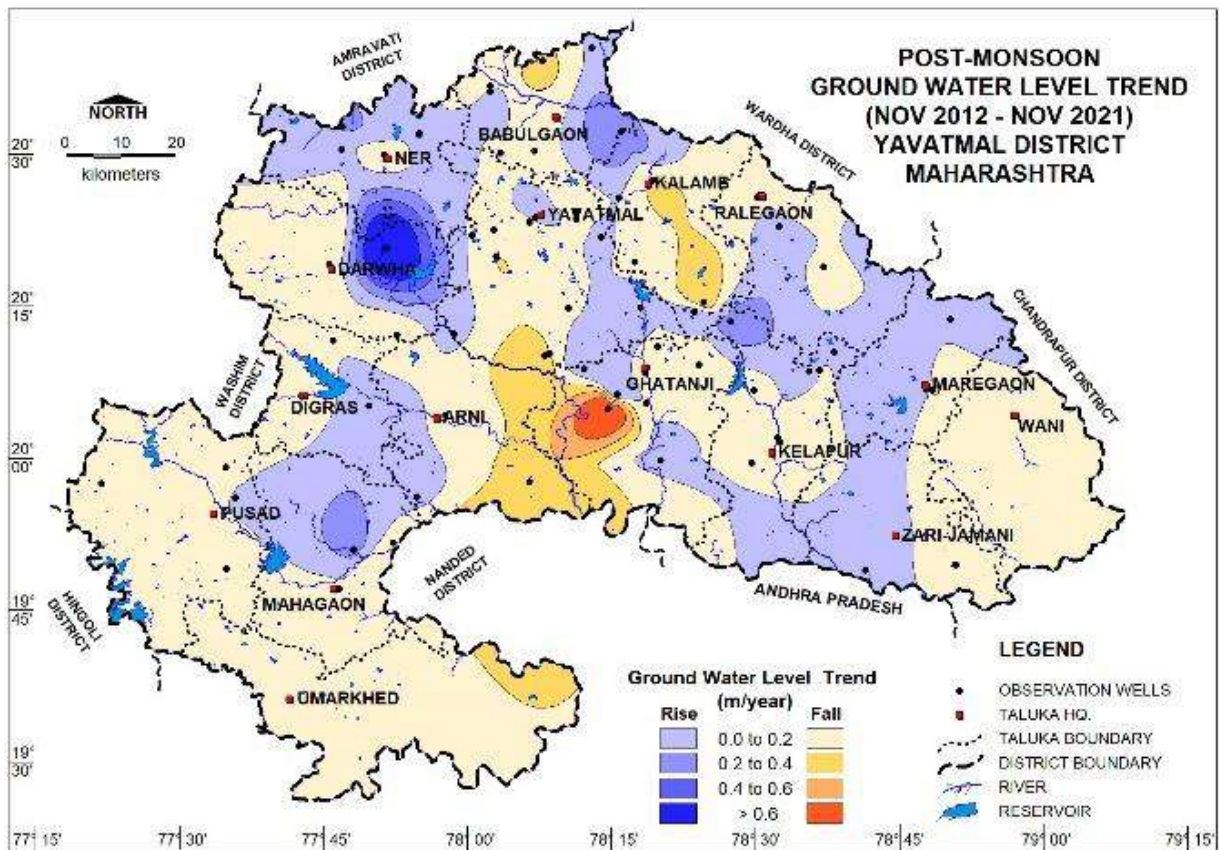 POST-MONSOON
GROUND WATER LEVEL TREND
(NOV 2012 - NOV 2021)
YAVATMAL DISTRICT
MAHARASHTRA
AMRAVATI
DISTRICT
NORTH
0 10 20
kilometers
WARDHA DISTRICT
BABULGAON
NER
KALAMB
YAVATMAL
RALEGAON
DARWHA
CHANDRAPUR DISTRICT
WASHIM
DISTRICT
GHATANJI
MAREGAON
DIGRAS
ARNI
WANI
KELAPUR
PUSAD
ZARI-JAMANI
NANDED
DISTRICT
ANDHRA PRADESH
MAHAGAON
HINGOLI
DISTRICT
UMARKHED
20°
30'
20°
15'
20°
00'
19°
45'
19°
30'
LEGEND
OBSERVATION WELLS
TALUKA HQ.
TALUKA BOUNDARY
DISTRICT BOUNDARY
RIVER
RESERVOIR
Ground Water Level Trend
(m/year)
Rise Fall
0.0 to 0.2
0.2 to 0.4
0.4 to 0.6
> 0.6
77° 15' 77° 30' 77° 45' 78° 00' 78° 15' 78° 30' 78° 45' 79° 00' 79° 15'